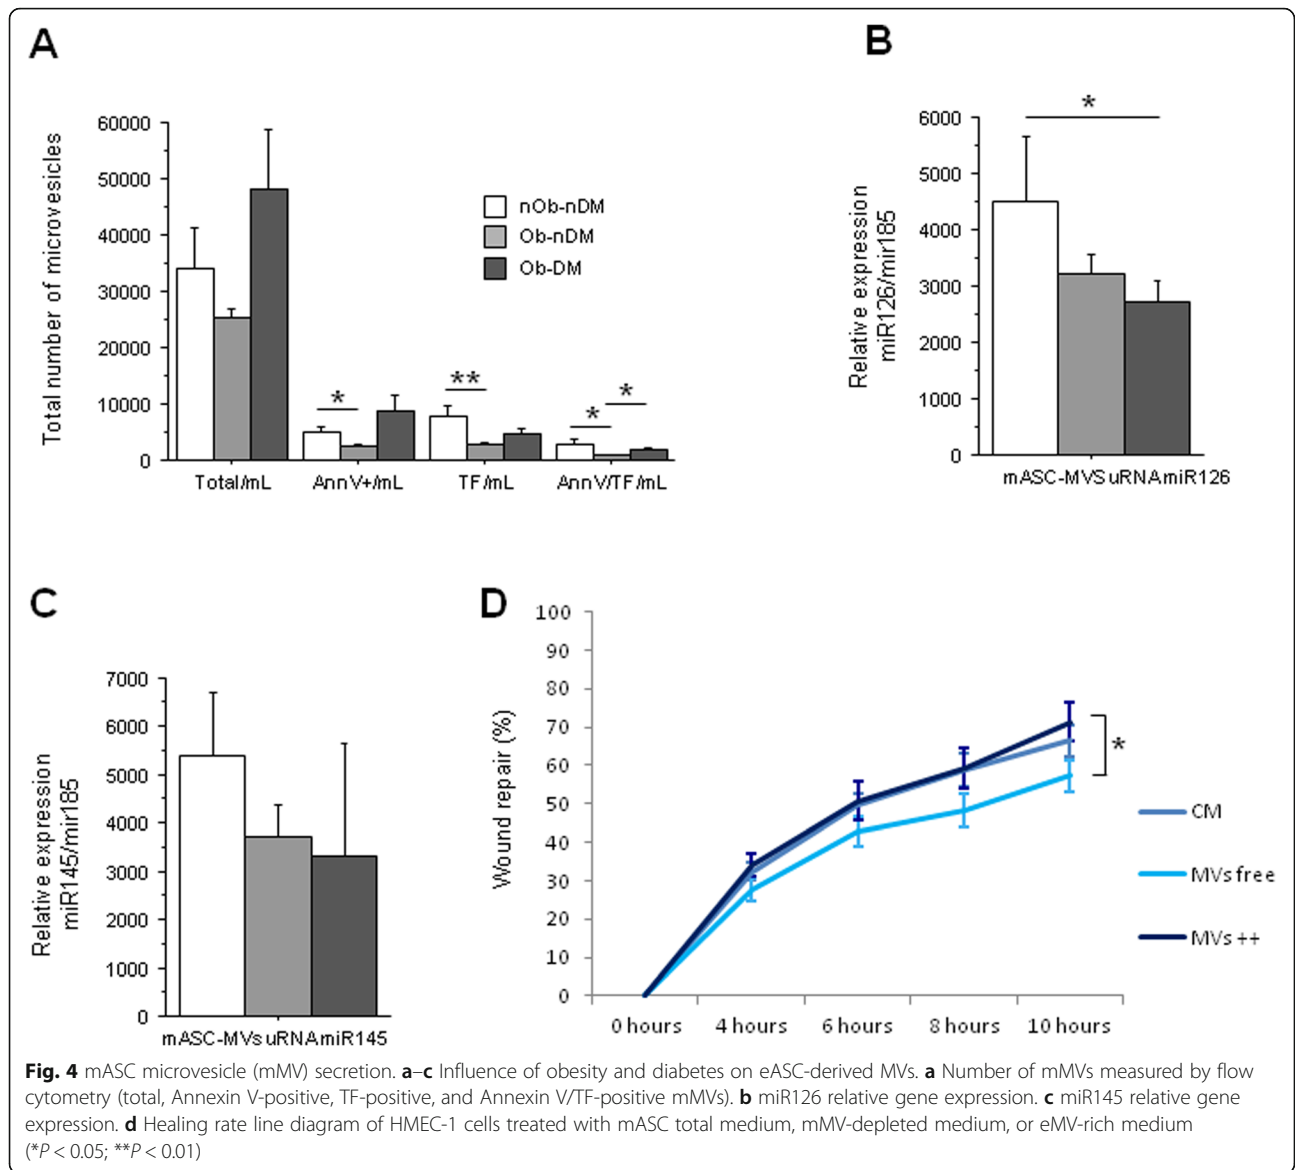 A
Total number of microvesicles
60000
50000
40000
30000
20000
10000
0
*
**
*
*
nOb-nDM
Ob-nDM
Ob-DM
Total/mL
AnnV+/mL
TF/mL
AnnV/TF/mL
B
Relative expression
miR126/mir185
6000
5000
4000
3000
2000
1000
0
*
mASC-MVSuRNAmiR126
C
Relative expression
miR145/mir185
7000
6000
5000
4000
3000
2000
1000
0
mASC-MVsuRNAmiR145
D
Wound repair (%)
100
90
80
70
60
50
40
30
20
10
0
*
0 hours
4 hours
6 hours
8 hours
10 hours
CM
MVs free
MVs ++
Fig. 4 mASC microvesicle (mMV) secretion. a–c Influence of obesity and diabetes on eASC-derived MVs. a Number of mMVs measured by flow
cytometry (total, Annexin V-positive, TF-positive, and Annexin V/TF-positive mMVs). b miR126 relative gene expression. c miR145 relative gene
expression. d Healing rate line diagram of HMEC-1 cells treated with mASC total medium, mMV-depleted medium, or eMV-rich medium
(*P < 0.05; **P < 0.01)